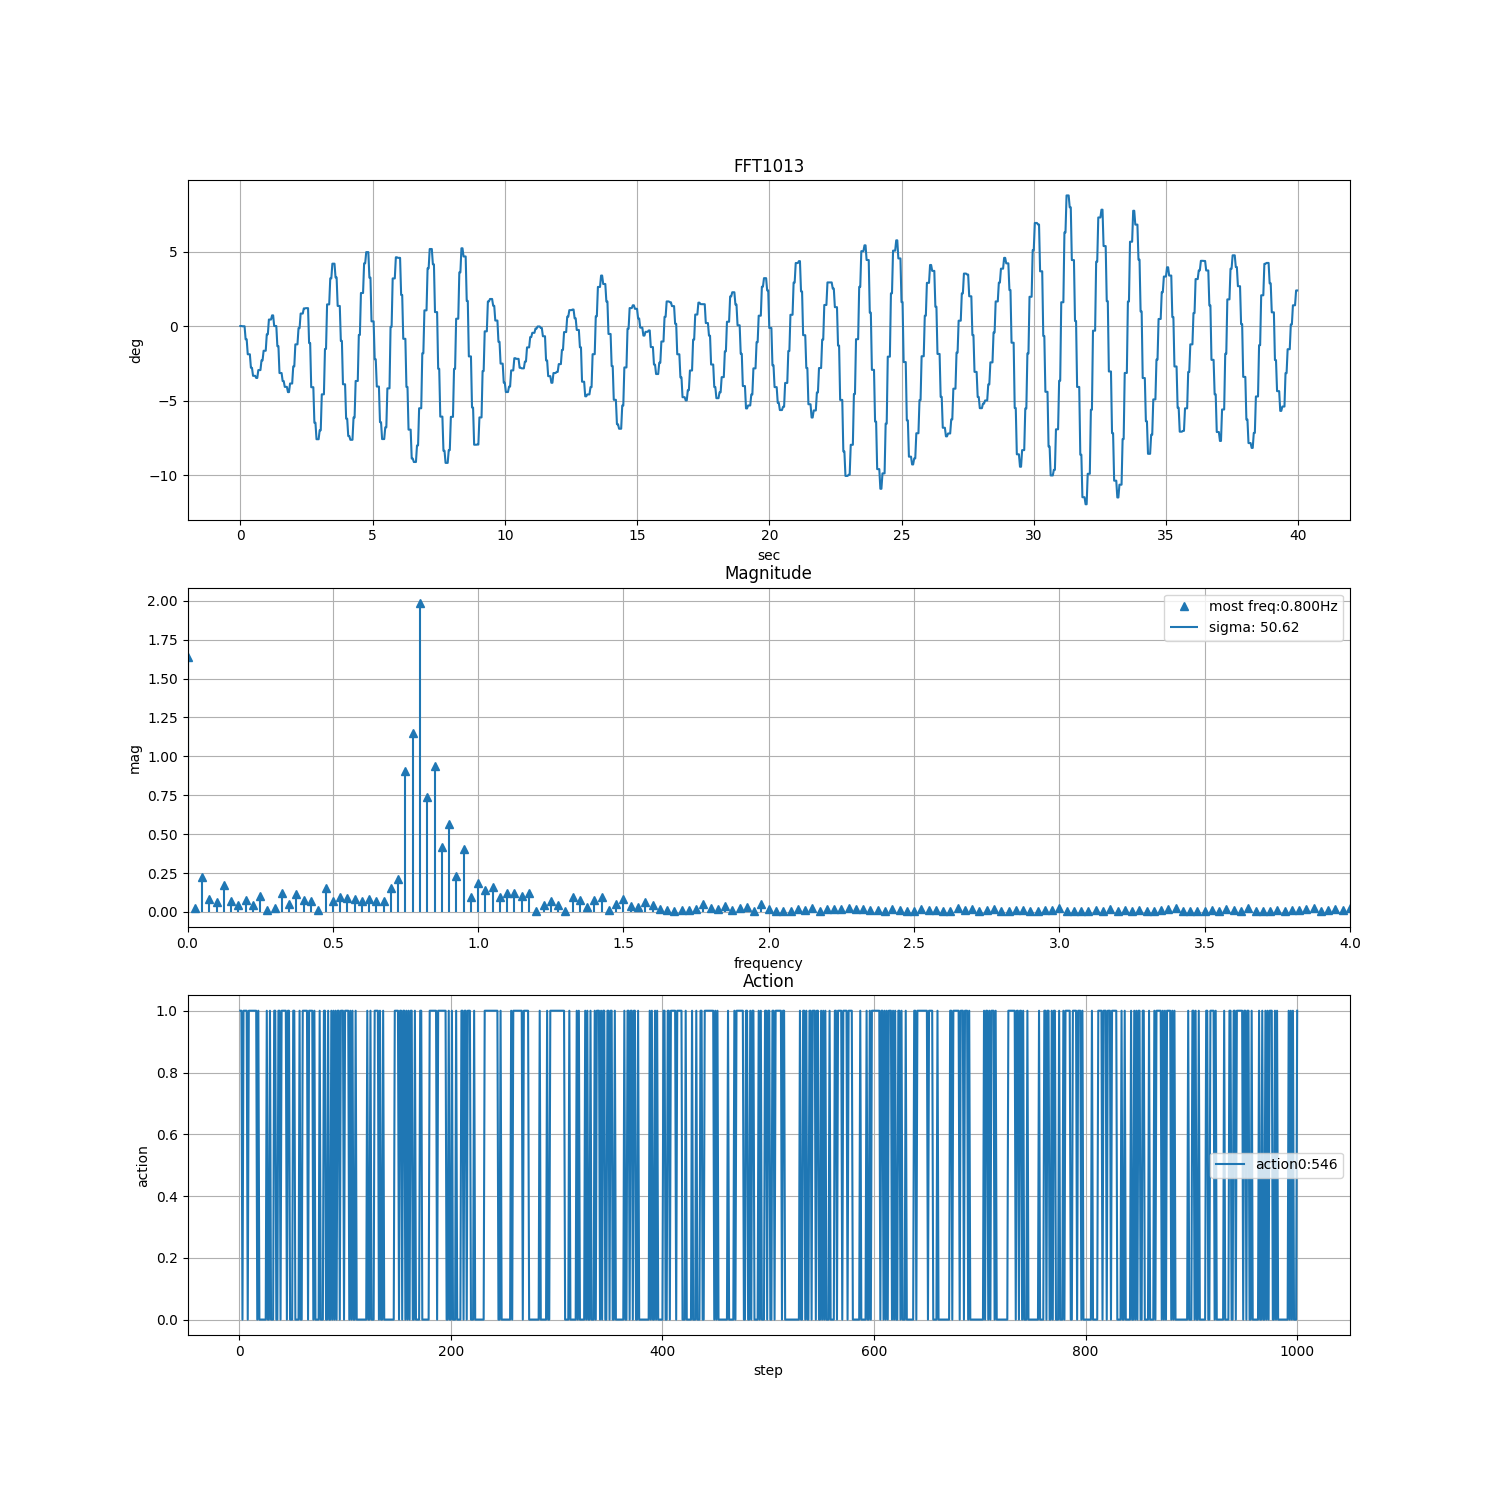 FFT1013
5
0
−5
−10
deg
0 5 10 15 20 25 30 35 40
sec
Magnitude
2.00
1.75
1.50
1.25
1.00
0.75
0.50
0.25
0.00
mag
most freq:0.800Hz
sigma: 50.62
0.0 0.5 1.0 1.5 2.0 2.5 3.0 3.5 4.0
frequency
Action
1.0
0.8
0.6
0.4
0.2
0.0
action
action0:546
0 200 400 600 800 1000
step